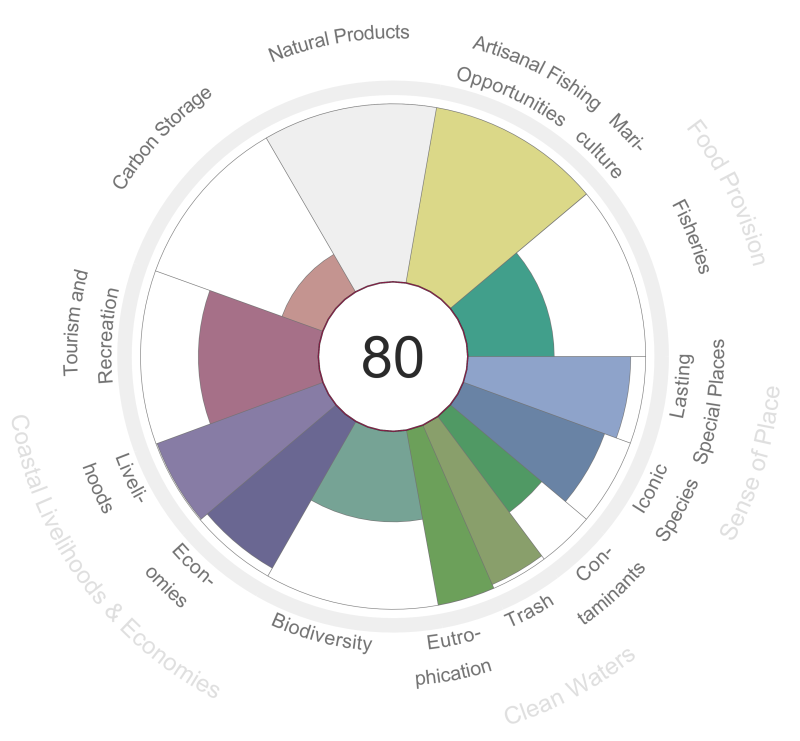 Natural Products
Artisanal Fishing
Opportunities
Mari-
culture
Food Provision
Fisheries
Lasting
Special Places
Sense of Place
Iconic
Species
Con-
taminants
Trash
Clean Waters
Eutro-
phication
Biodiversity
Econ-
omies
Coastal Livelihoods & Economies
Liveli-
hoods
Tourism and
Recreation
Carbon Storage
80